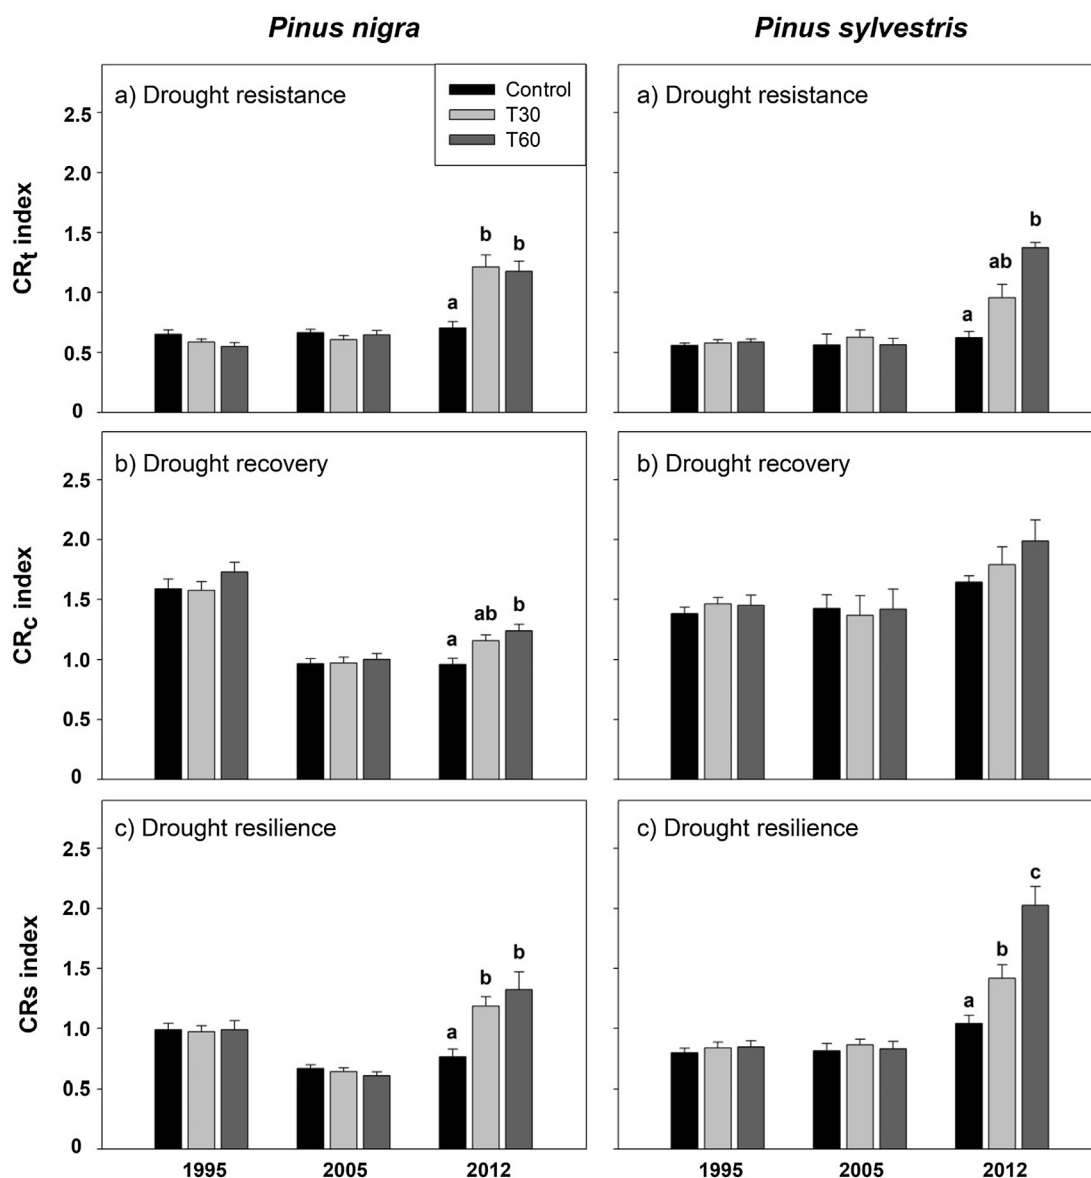 Pinus nigra
Pinus sylvestris
a) Drought resistance
Control
T30
T60
CRt index
2.5
2.0
1.5
1.0
0.5
0
a
b
b
a) Drought resistance
a
ab
b
b) Drought recovery
CRc index
2.5
2.0
1.5
1.0
0.5
0
a
ab
b
b) Drought recovery
c) Drought resilience
CRs index
2.5
2.0
1.5
1.0
0.5
0
a
b
b
c) Drought resilience
a
b
c
1995 2005 2012
1995 2005 2012